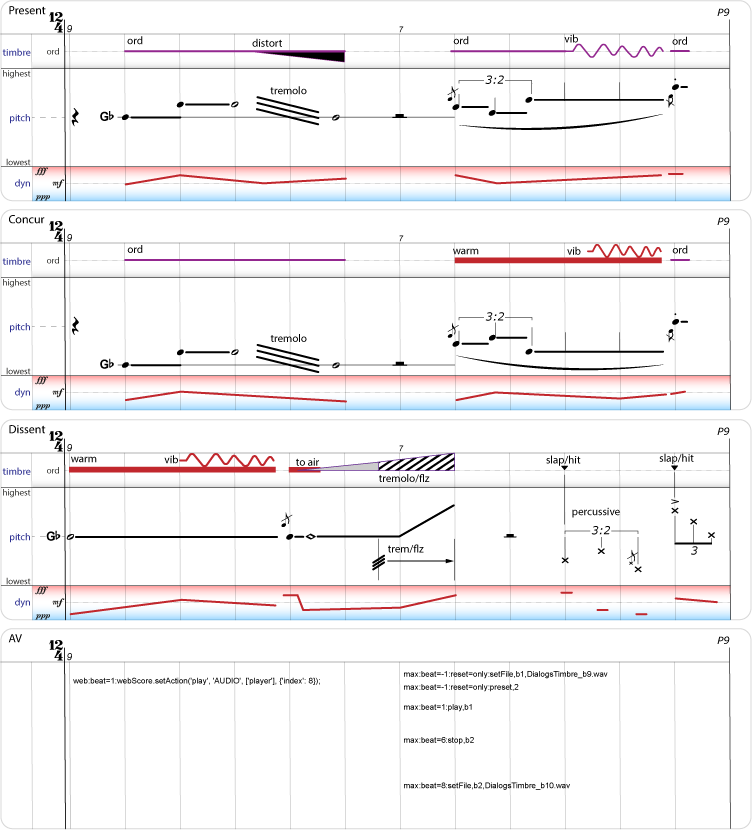 Present P9
12
4
9
7
timbre ord
ord distort ord vib ord
highest
pitch
G♭ tremolo 3:2
lowest
dyn fff mf ppp
Concur P9
12
4
9
7
timbre ord
ord warm vib ord
highest
pitch
G♭ tremolo 3:2
lowest
dyn fff mf ppp
Dissent P9
12
4
9
7
timbre ord
warm vib to air slap/hit slap/hit
tremolo/flz
highest
pitch
G♭ percussive
3:2
trem/flz 3
lowest
dyn fff mf ppp
AV P9
12
4
9
web:beat=1:webScore.setAction('play', 'AUDIO', ['player'], {'index': 8});
max:beat=-1:reset=only:setFile,b1,DialogsTimbre_b9.wav
max:beat=-1:reset=only:preset,2
max:beat=1:play,b1
max:beat=6:stop,b2
max:beat=8:setFile,b2,DialogsTimbre_b10.wav